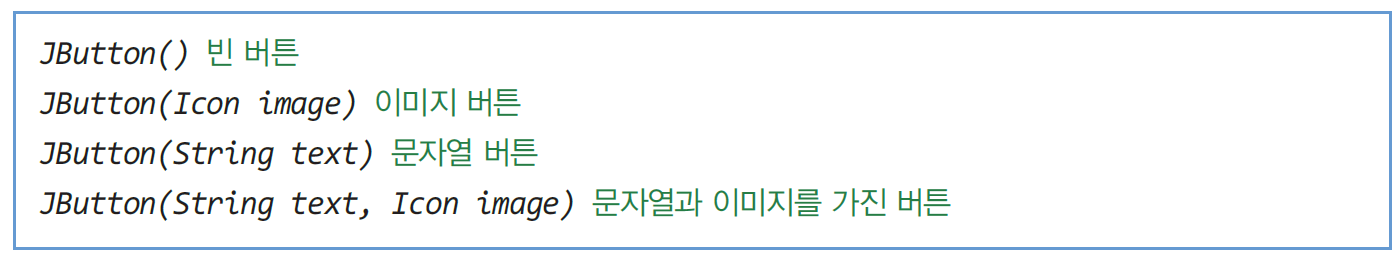 JButton() 빈 버튼
JButton(Icon image) 이미지 버튼
JButton(String text) 문자열 버튼
JButton(String text, Icon image) 문자열과 이미지를 가진 버튼